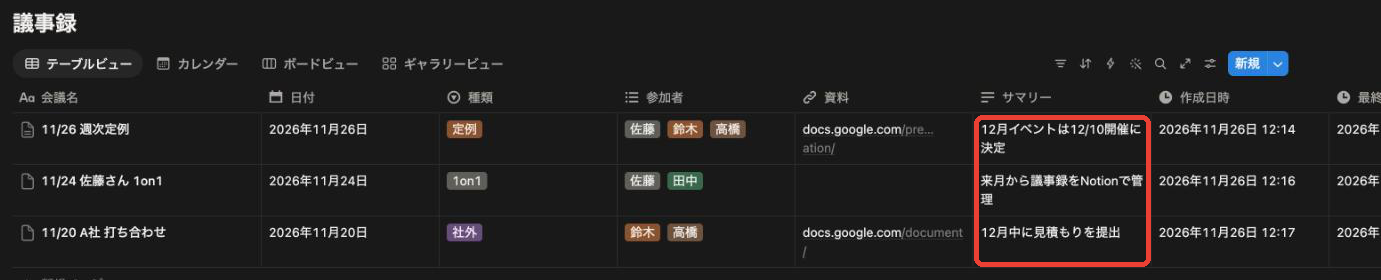 議事録
テーブルビュー カレンダー ボードビュー ギャラリービュー 新規
Aa 会議名 日付 種類 参加者 資料 サマリー 作成日時 最終
11/26 週次定例 2026年11月26日 定例 佐藤 鈴木 高橋 docs.google.com/pre... 12月イベントは12/10開催に 2026年11月26日 12:14 2026年
ation/ 決定
11/24 佐藤さん 1on1 2026年11月24日 1on1 佐藤 田中 来月から議事録をNotionで管 2026年11月26日 12:16 2026年
理
11/20 A社 打ち合わせ 2026年11月20日 社外 鈴木 高橋 docs.google.com/document 12月中に見積もりを提出 2026年11月26日 12:17 2026年
/